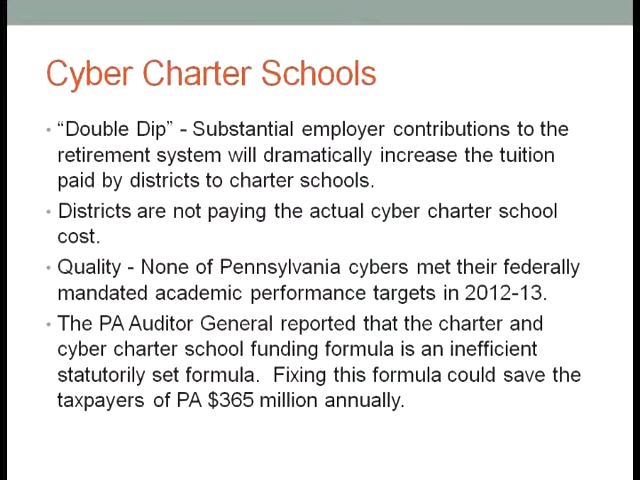 Cyber Charter Schools
• “Double Dip” - Substantial employer contributions to the
retirement system will dramatically increase the tuition
paid by districts to charter schools.
• Districts are not paying the actual cyber charter school
cost.
• Quality - None of Pennsylvania cybers met their federally
mandated academic performance targets in 2012-13.
• The PA Auditor General reported that the charter and
cyber charter school funding formula is an inefficient
statutorily set formula.  Fixing this formula could save the
taxpayers of PA $365 million annually.